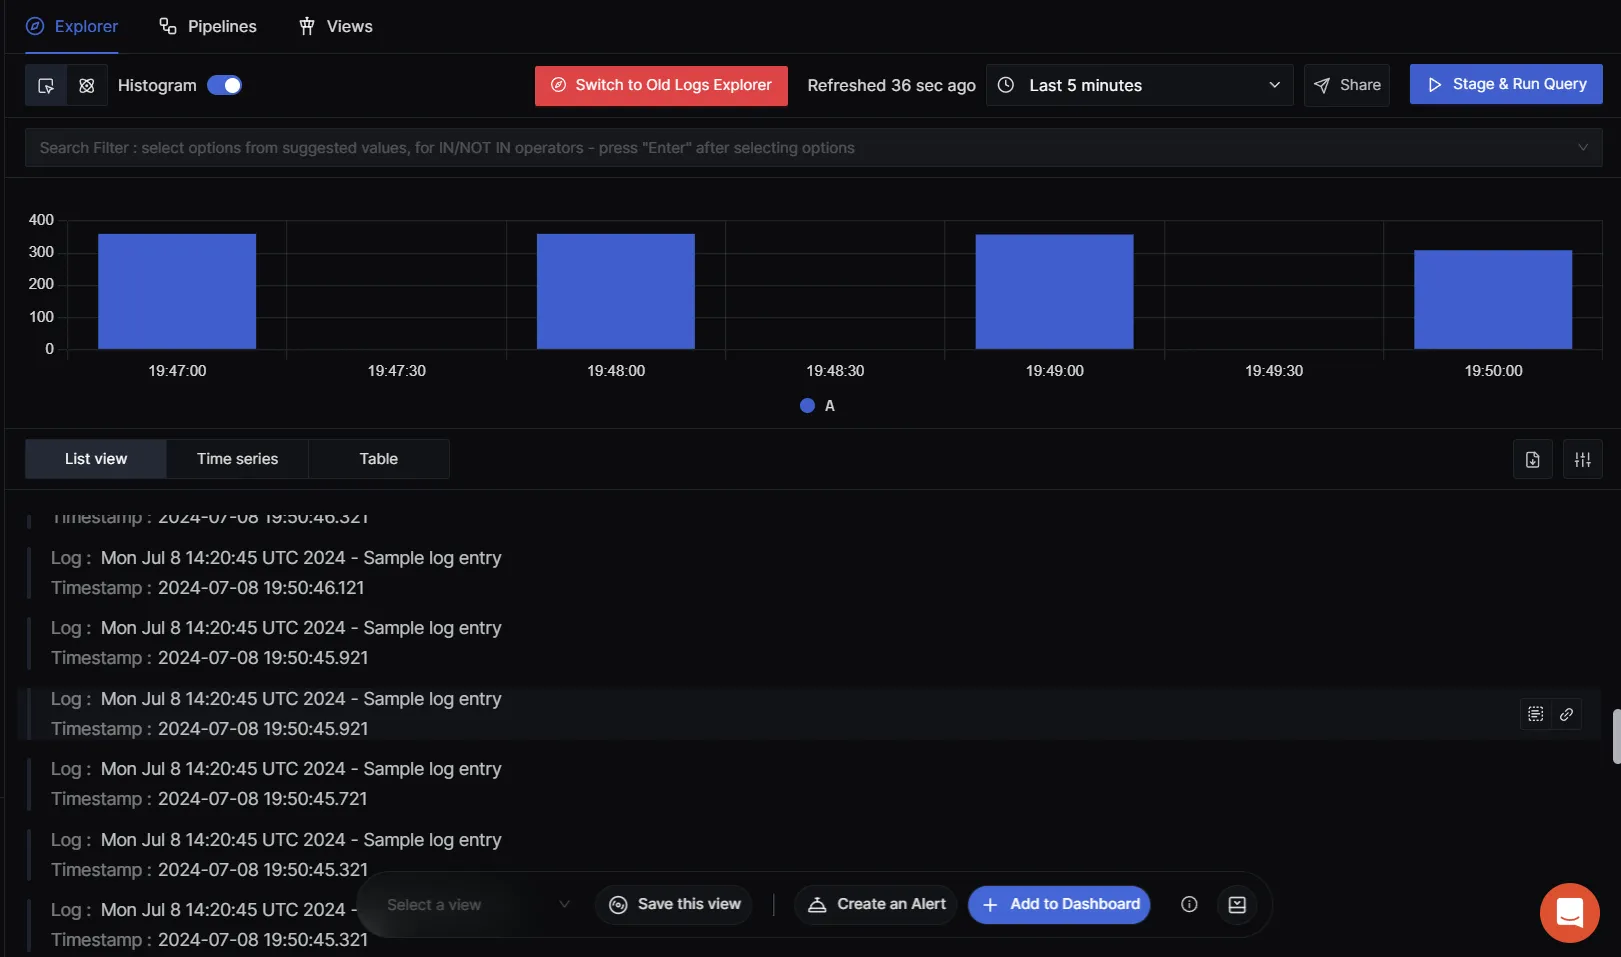 Explorer Pipelines Views
Histogram Switch to Old Logs Explorer Refreshed 36 sec ago Last 5 minutes Share Stage & Run Query
Search Filter : select options from suggested values, for IN/NOT IN operators - press "Enter" after selecting options
400
300
200
100
0
19:47:00 19:47:30 19:48:00 19:48:30 19:49:00 19:49:30 19:50:00
A
List view Time series Table
Timestamp : 2024-07-08 19:50:46.321
Log : Mon Jul 8 14:20:45 UTC 2024 - Sample log entry
Timestamp : 2024-07-08 19:50:46.121
Log : Mon Jul 8 14:20:45 UTC 2024 - Sample log entry
Timestamp : 2024-07-08 19:50:45.921
Log : Mon Jul 8 14:20:45 UTC 2024 - Sample log entry
Timestamp : 2024-07-08 19:50:45.921
Log : Mon Jul 8 14:20:45 UTC 2024 - Sample log entry
Timestamp : 2024-07-08 19:50:45.721
Log : Mon Jul 8 14:20:45 UTC 2024 - Sample log entry
Timestamp : 2024-07-08 19:50:45.321
Log : Mon Jul 8 14:20:45 UTC 2024 -
Timestamp : 2024-07-08 19:50:45.321
Select a view Save this view Create an Alert + Add to Dashboard